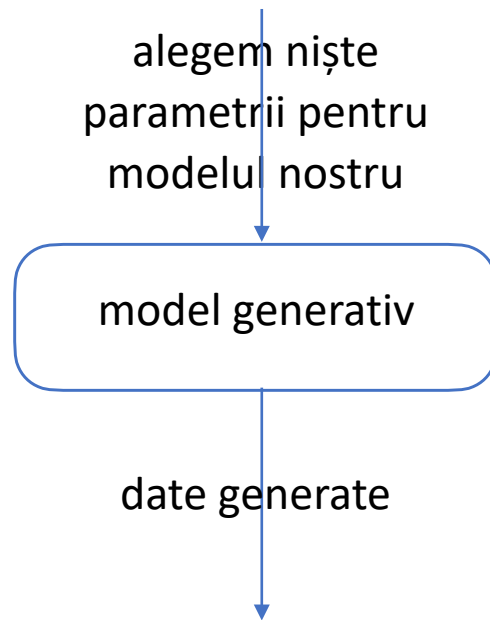 alegem niște
parametrii pentru
modelul nostru
model generativ
date generate